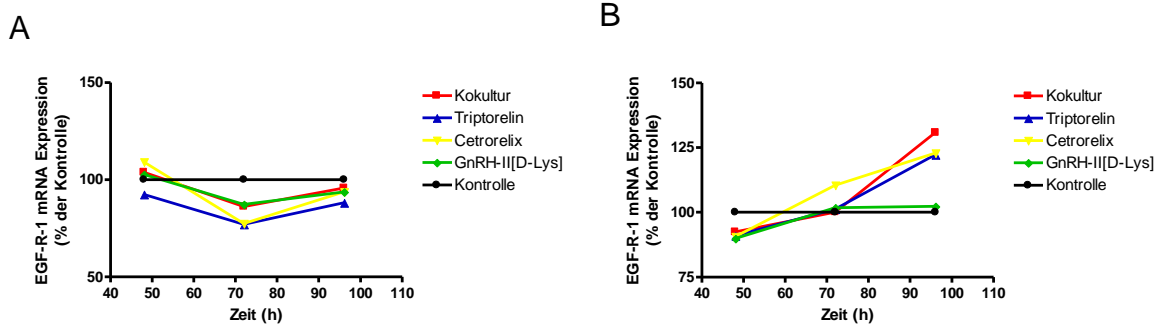 A
EGF-R-1 mRNA Expression
(% der Kontrolle)
150
100
50
40 50 60 70 80 90 100 110
Zeit (h)
Kokultur
Triptorelin
Cetrorelix
GnRH-II[D-Lys]
Kontrolle
B
EGF-R-1 mRNA Expression
(% der Kontrolle)
150
125
100
75
40 50 60 70 80 90 100 110
Zeit (h)
Kokultur
Triptorelin
Cetrorelix
GnRH-II[D-Lys]
Kontrolle